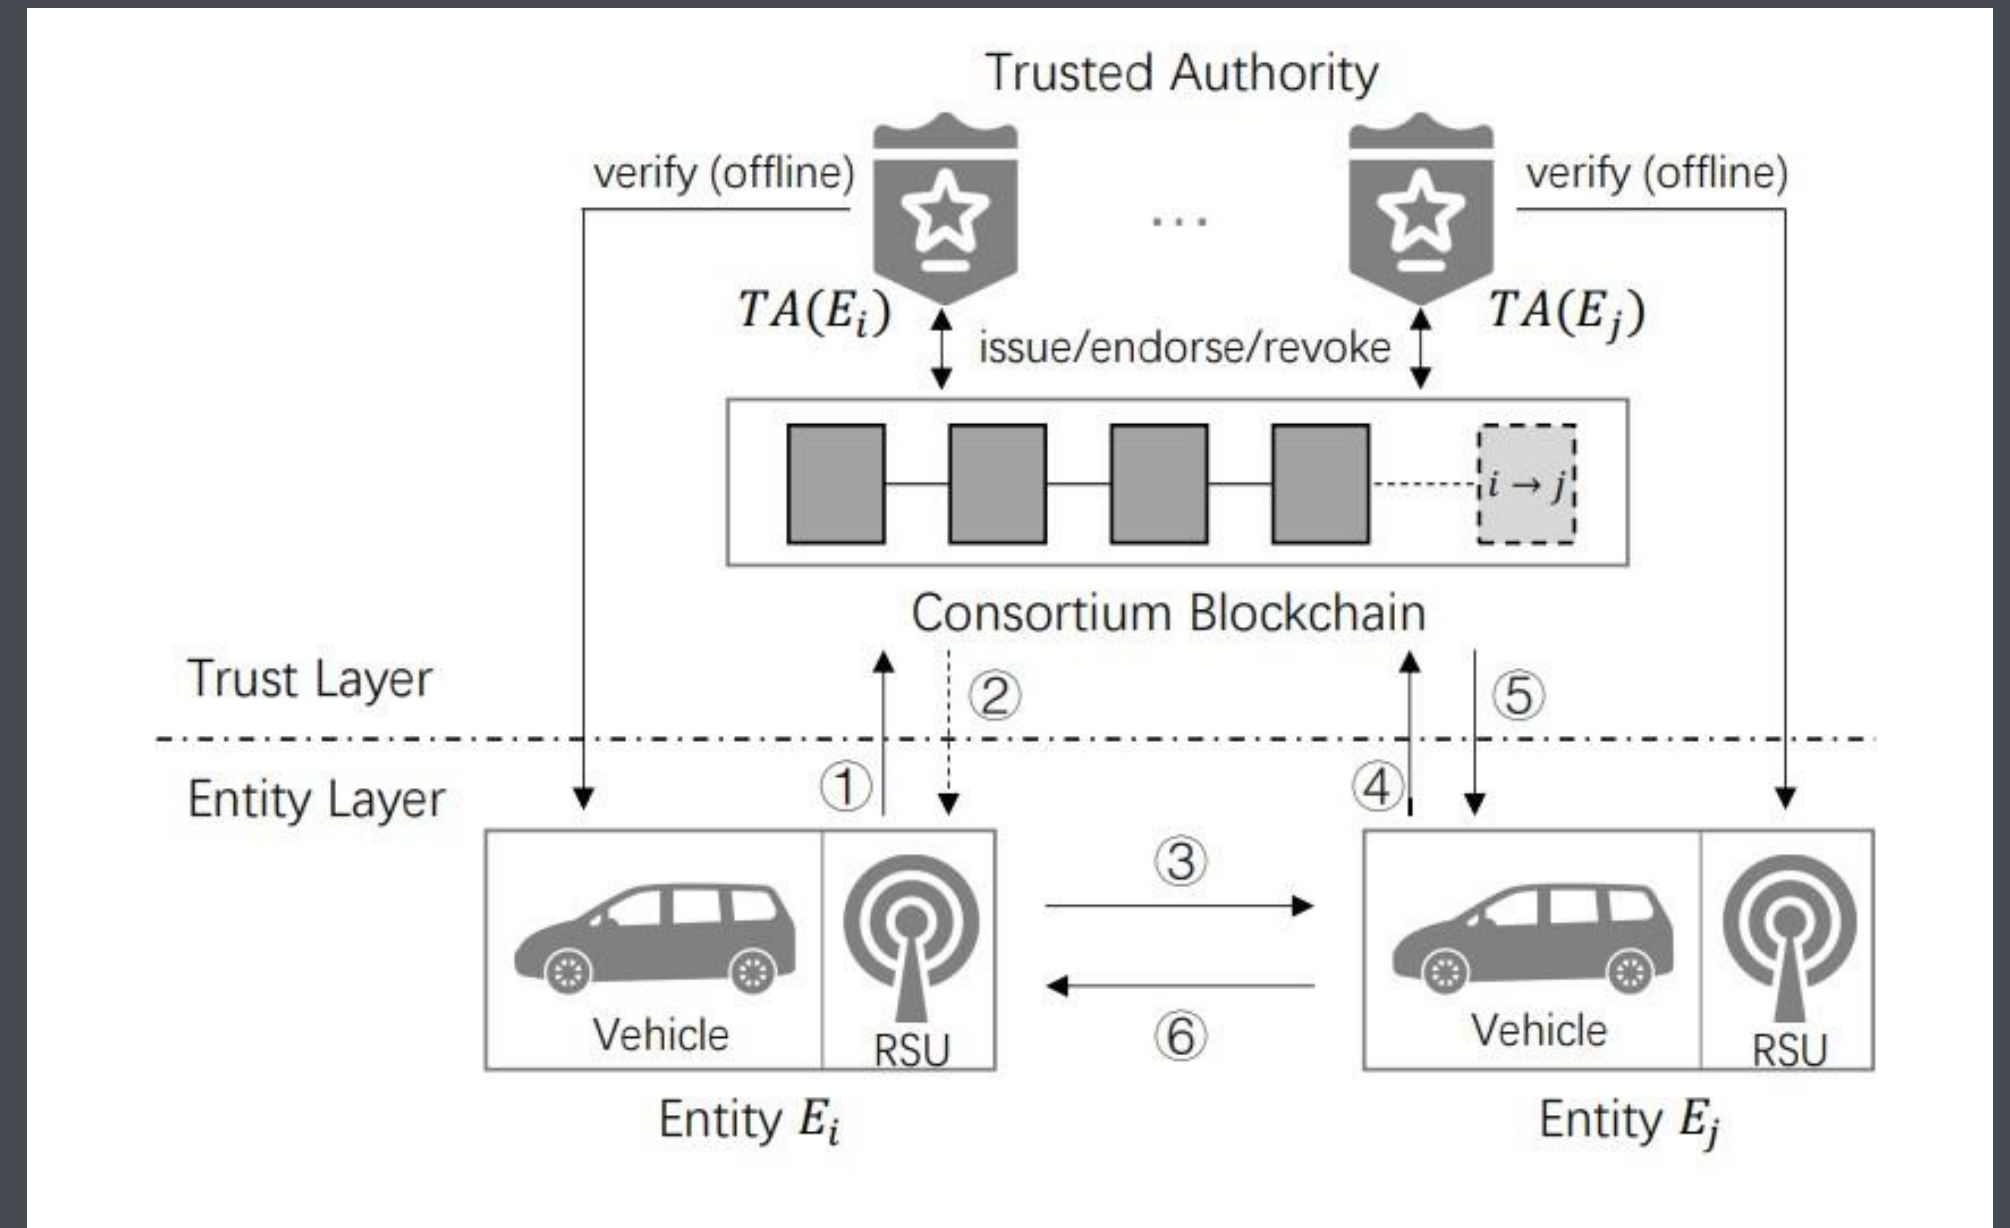 Trusted Authority
verify (offline)
verify (offline)
...
TA(E_i)
TA(E_j)
issue/endorse/revoke
i → j
Consortium Blockchain
Trust Layer
②
⑤
Entity Layer
①
④
③
Vehicle
RSU
⑥
Vehicle
RSU
Entity E_i
Entity E_j